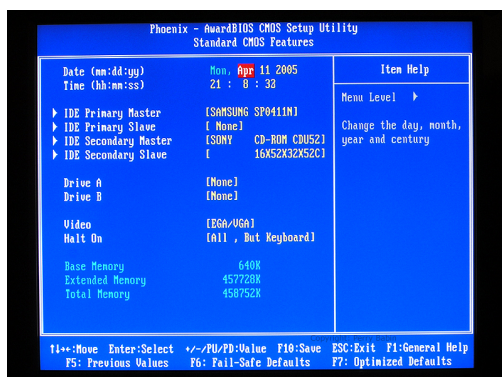 Phoenix - AwardBIOS CMOS Setup Utility
Standard CMOS Features
Date (mm:dd:yy) Mon, Apr 11 2005
Time (hh:mm:ss) 21 : 8 : 33
IDE Primary Master [SAMSUNG SP0411N]
IDE Primary Slave [ None]
IDE Secondary Master [SONY CD-ROM CDU52]
IDE Secondary Slave [ 16X52X32X52C]
Drive A [None]
Drive B [None]
Video [EGA/VGA]
Halt On [All , But Keyboard]
Base Memory 640K
Extended Memory 457728K
Total Memory 458752K
Item Help
Menu Level
Change the day, month,
year and century
↑↓→←:Move Enter:Select +/-/PU/PD:Value F10:Save ESC:Exit F1:General Help
F5: Previous Values F6: Fail-Safe Defaults F7: Optimized Defaults